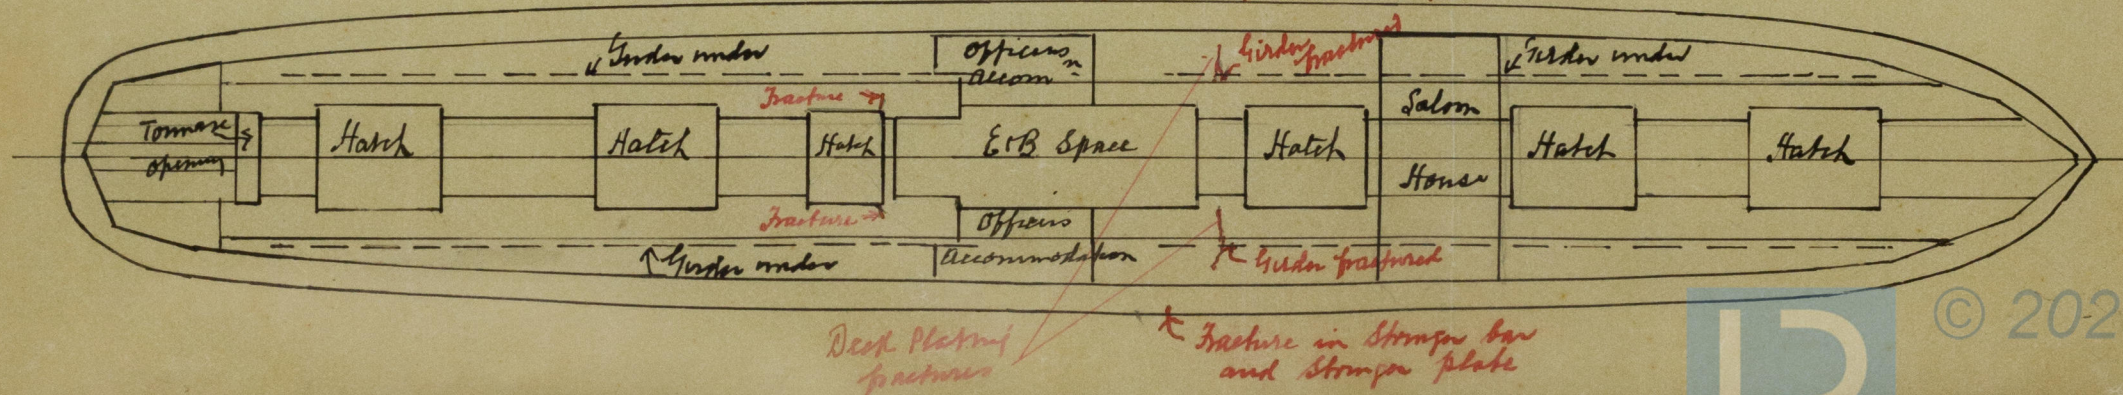 Girder under
Officers
Accom n
Girder
fractured
Girder under
Fracture
Saloon
Tonnage
opening
Hatch
Hatch
Hatch
E & B Space
Hatch
House
Hatch
Hatch
Fracture
Officers
Accommodation
Girder under
Girder fractured
Deck Plating
fractures
Fracture in Stringer bar
and Stringer plate
© 202